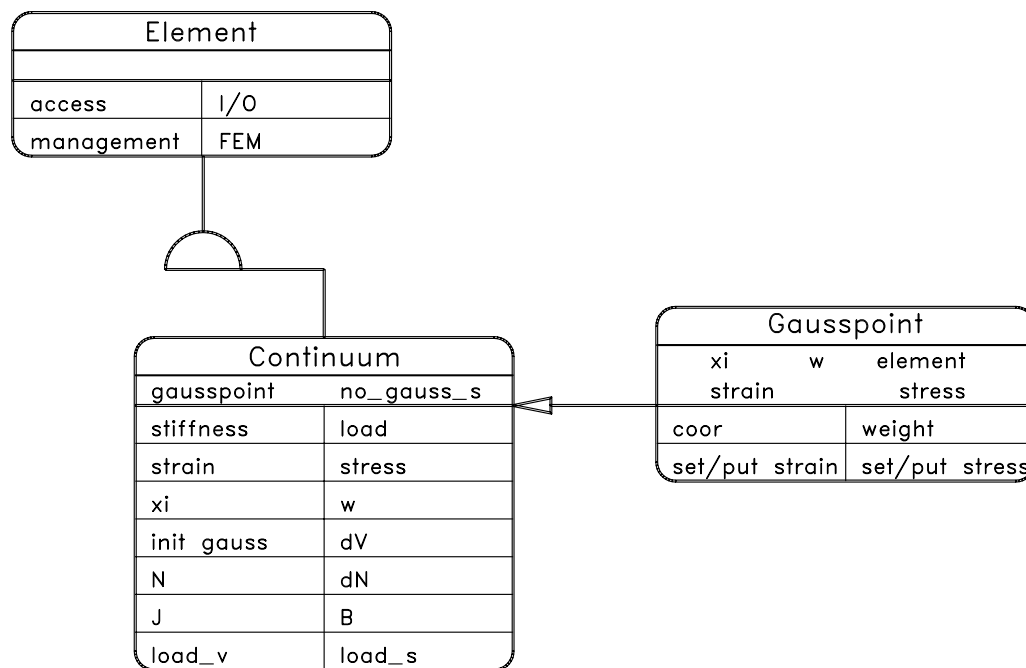 Element
access I/O
management FEM
Continuum
gausspoint no_gauss_s
stiffness load
strain stress
xi w
init gauss dV
N dN
J B
load_v load_s
Gausspoint
xi w element
strain stress
coor weight
set/put strain set/put stress